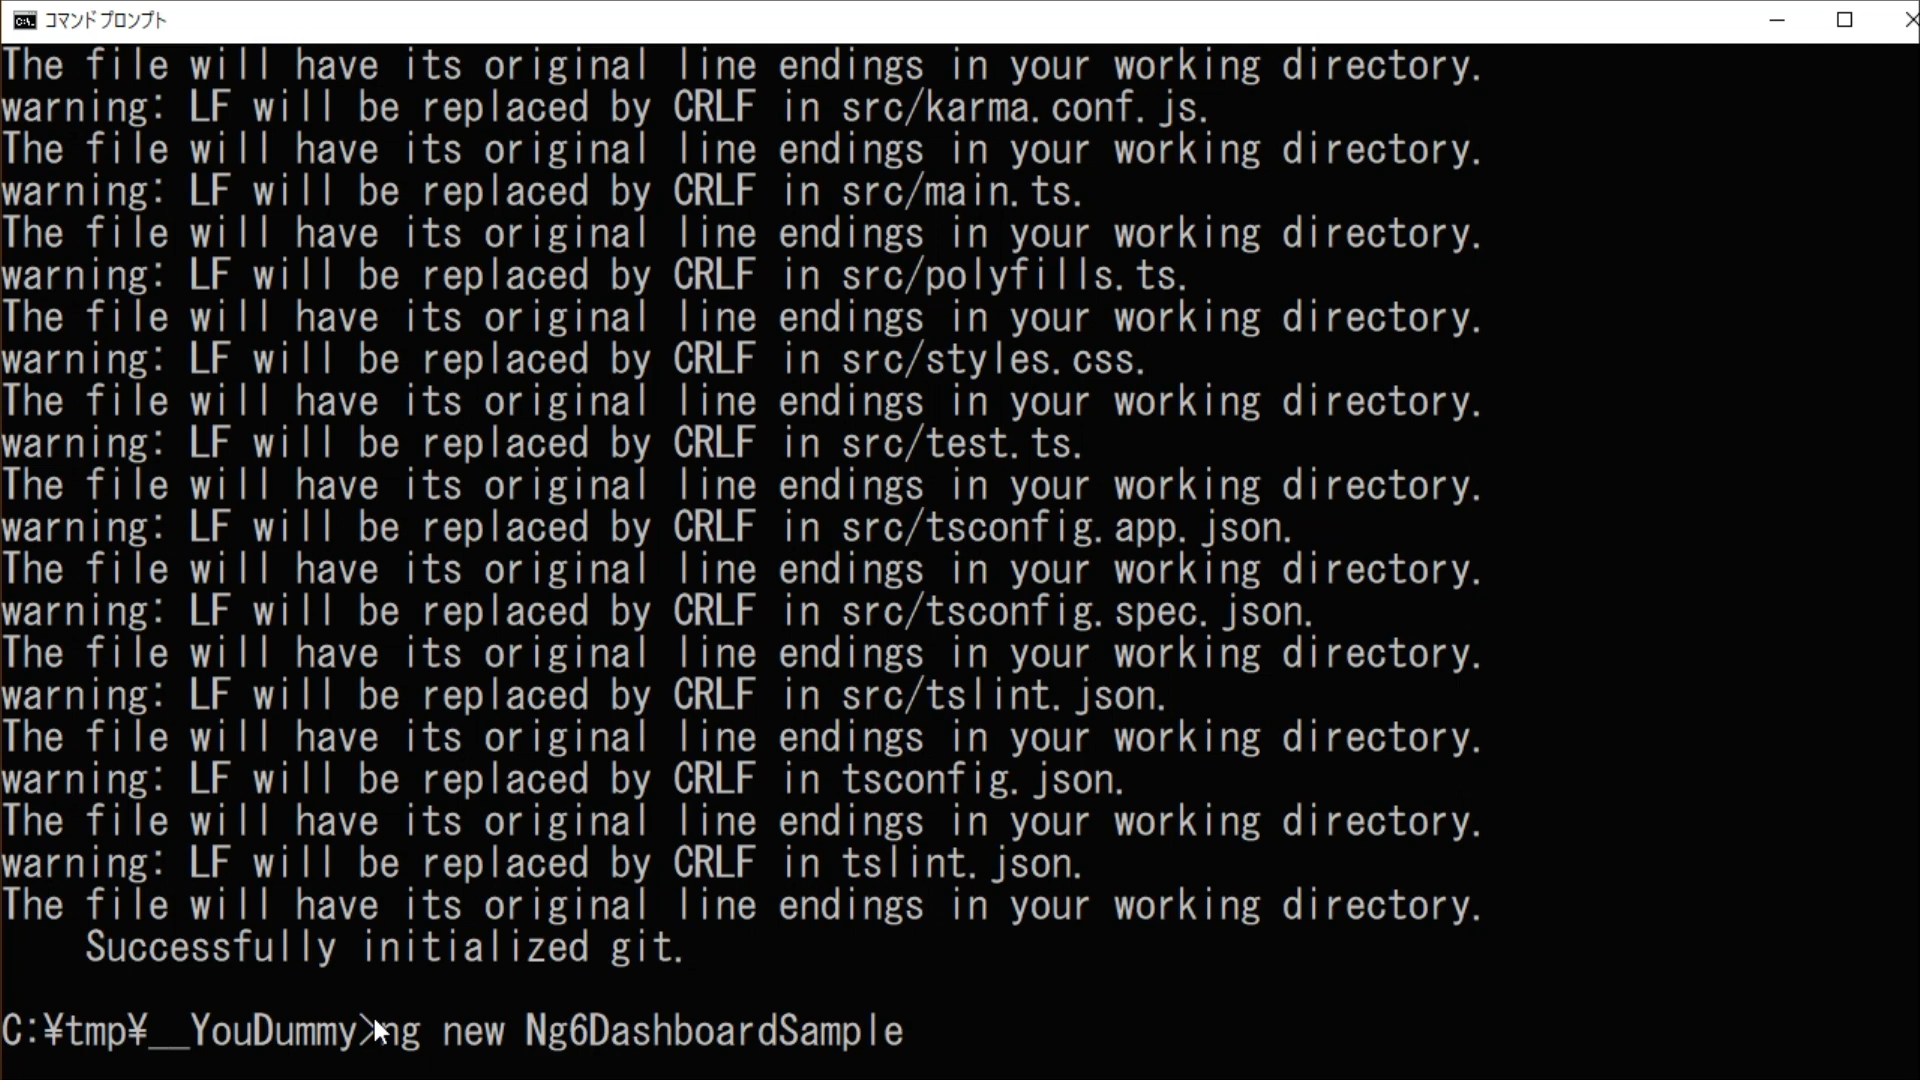 コマンドプロンプト
The file will have its original line endings in your working directory.
warning: LF will be replaced by CRLF in src/karma.conf.js.
The file will have its original line endings in your working directory.
warning: LF will be replaced by CRLF in src/main.ts.
The file will have its original line endings in your working directory.
warning: LF will be replaced by CRLF in src/polyfills.ts.
The file will have its original line endings in your working directory.
warning: LF will be replaced by CRLF in src/styles.css.
The file will have its original line endings in your working directory.
warning: LF will be replaced by CRLF in src/test.ts.
The file will have its original line endings in your working directory.
warning: LF will be replaced by CRLF in src/tsconfig.app.json.
The file will have its original line endings in your working directory.
warning: LF will be replaced by CRLF in src/tsconfig.spec.json.
The file will have its original line endings in your working directory.
warning: LF will be replaced by CRLF in src/tslint.json.
The file will have its original line endings in your working directory.
warning: LF will be replaced by CRLF in tsconfig.json.
The file will have its original line endings in your working directory.
warning: LF will be replaced by CRLF in tslint.json.
The file will have its original line endings in your working directory.
Successfully initialized git.
C:¥tmp¥__YouDummy>ng new Ng6DashboardSample